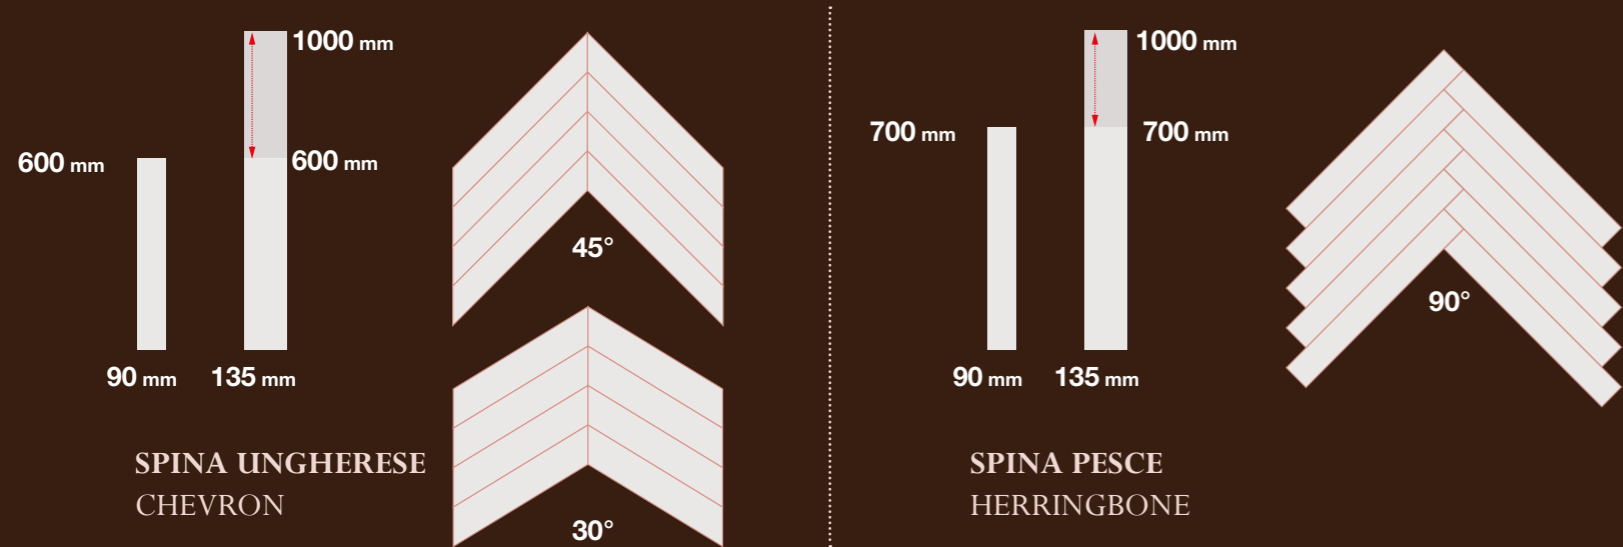 1000 mm
600 mm
600 mm
90 mm
135 mm
45°
30°
SPINA UNGHERESE
CHEVRON
1000 mm
700 mm
700 mm
90 mm
135 mm
90°
SPINA PESCE
HERRINGBONE